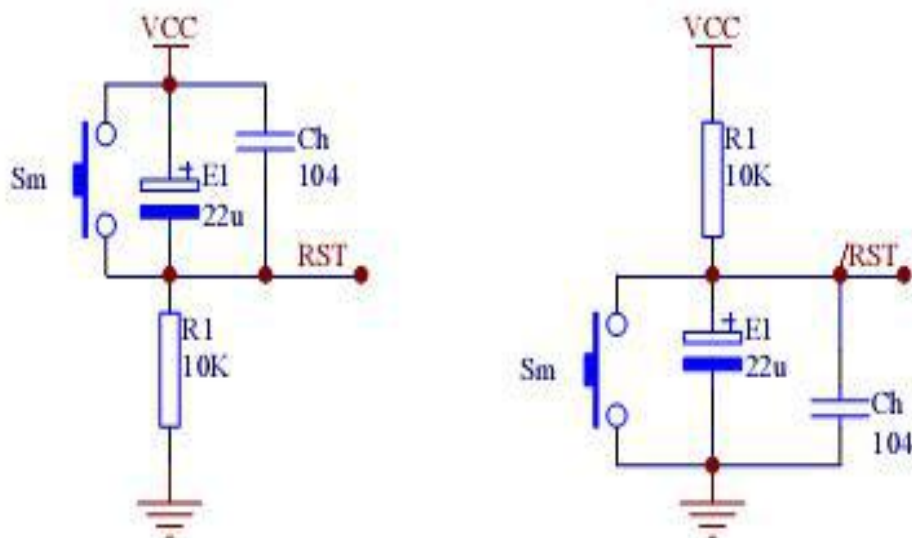 VCC
Sm
+
E1
22u
Ch
104
RST
R1
10K
VCC
R1
10K
/RST
Sm
+
E1
22u
Ch
104